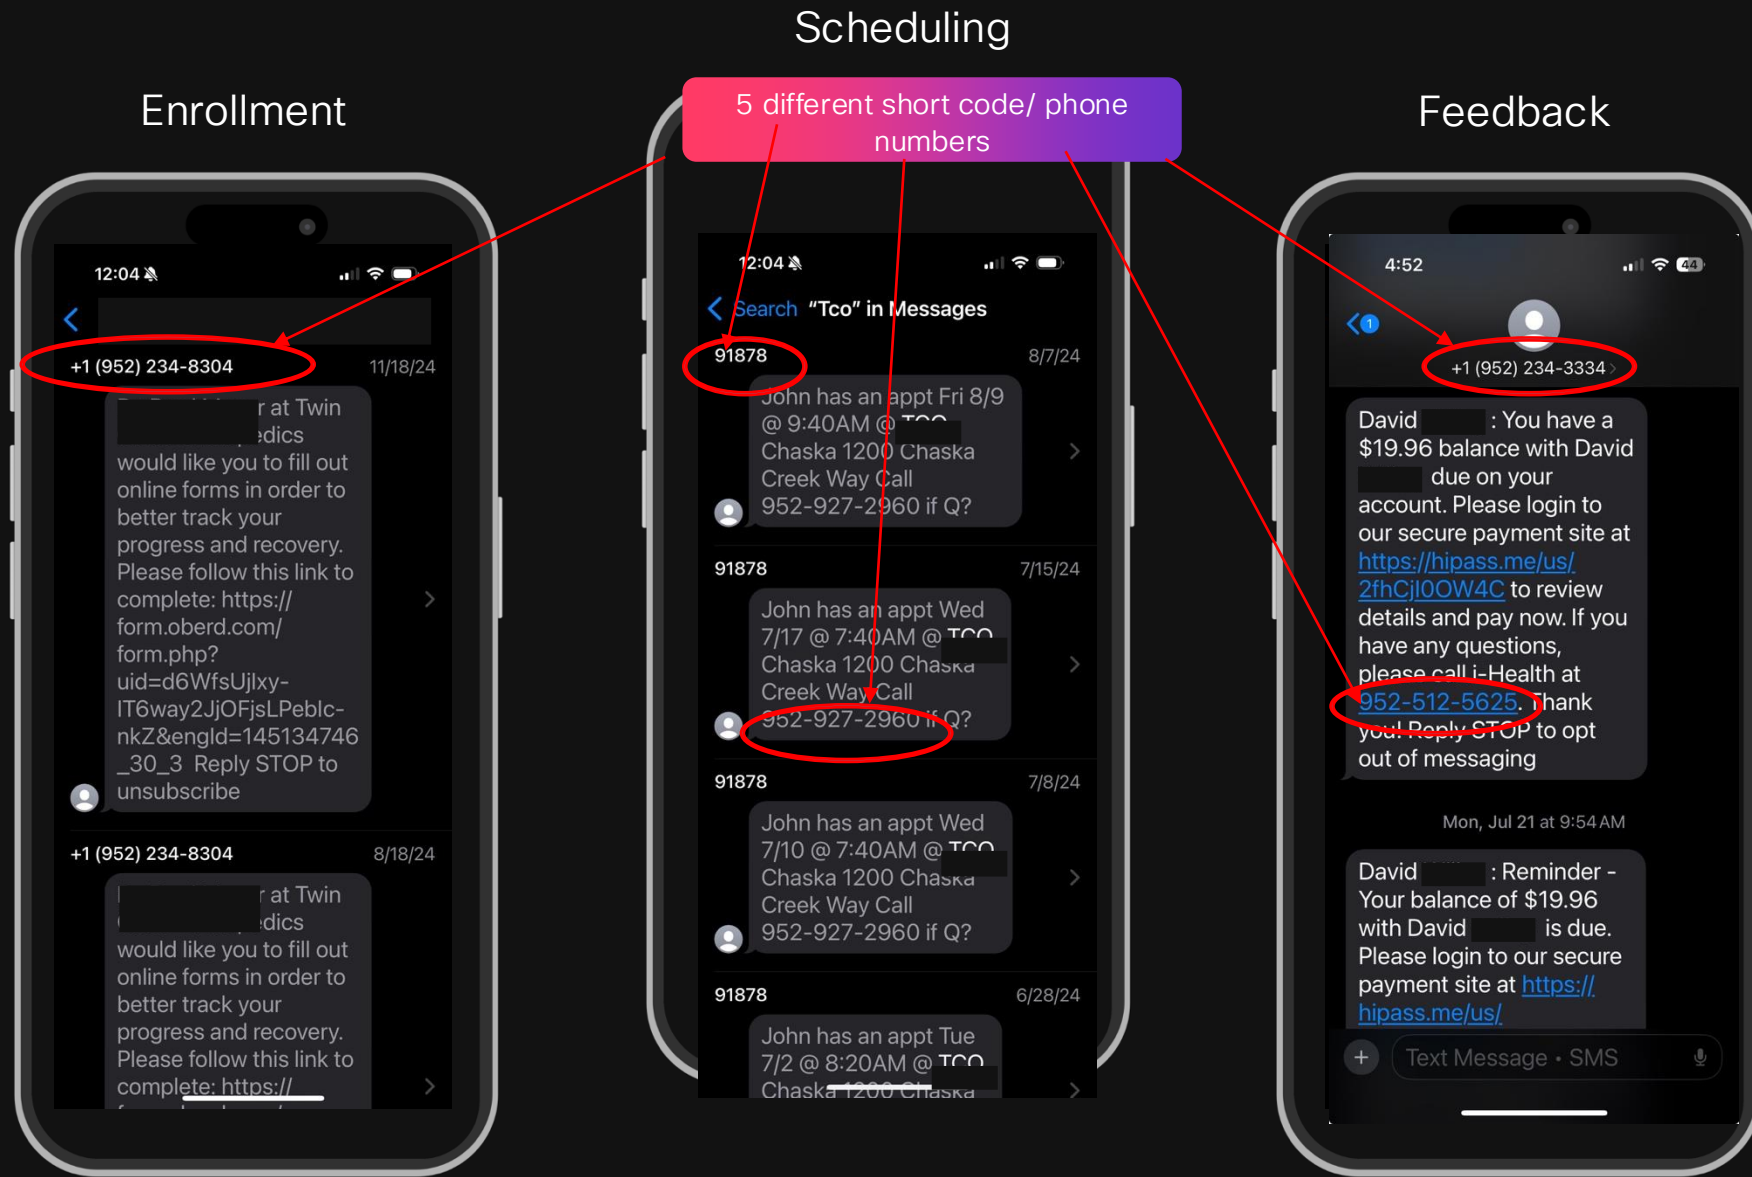 Scheduling
5 different short code/ phone
numbers
Enrollment
12:04
+1 (952) 234-8304 11/18/24
r at Twin
edics
would like you to fill out
online forms in order to
better track your
progress and recovery.
Please follow this link to
complete: https://
form.oberd.com/
form.php?
uid=d6WfsUjlxy-
IT6way2JjOFjsLPeblc-
nkZ&engId=145134746
_30_3 Reply STOP to
unsubscribe
+1 (952) 234-8304 8/18/24
r at Twin
edics
would like you to fill out
online forms in order to
better track your
progress and recovery.
Please follow this link to
complete: https://
12:04
Search "Tco" in Messages
91878 8/7/24
John has an appt Fri 8/9
@ 9:40AM @ TCO
Chaska 1200 Chaska
Creek Way Call
952-927-2960 if Q?
91878 7/15/24
John has an appt Wed
7/17 @ 7:40AM @ TCO
Chaska 1200 Chaska
Creek Way Call
952-927-2960 if Q?
91878 7/8/24
John has an appt Wed
7/10 @ 7:40AM @ TCO
Chaska 1200 Chaska
Creek Way Call
952-927-2960 if Q?
91878 6/28/24
John has an appt Tue
7/2 @ 8:20AM @ TCO
Chaska 1200 Chaska
Feedback
4:52 44
1
+1 (952) 234-3334
David : You have a
$19.96 balance with David
due on your
account. Please login to
our secure payment site at
https://hipass.me/us/
2fhCjI0OW4C to review
details and pay now. If you
have any questions,
please call i-Health at
952-512-5625. Thank
you! Reply STOP to opt
out of messaging
Mon, Jul 21 at 9:54 AM
David : Reminder -
Your balance of $19.96
with David is due.
Please login to our secure
payment site at https://
hipass.me/us/
Text Message • SMS